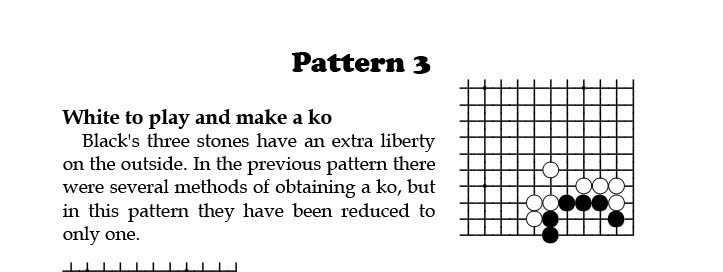 Pattern 3
White to play and make a ko
Black's three stones have an extra liberty
on the outside. In the previous pattern there
were several methods of obtaining a ko, but
in this pattern they have been reduced to
only one.